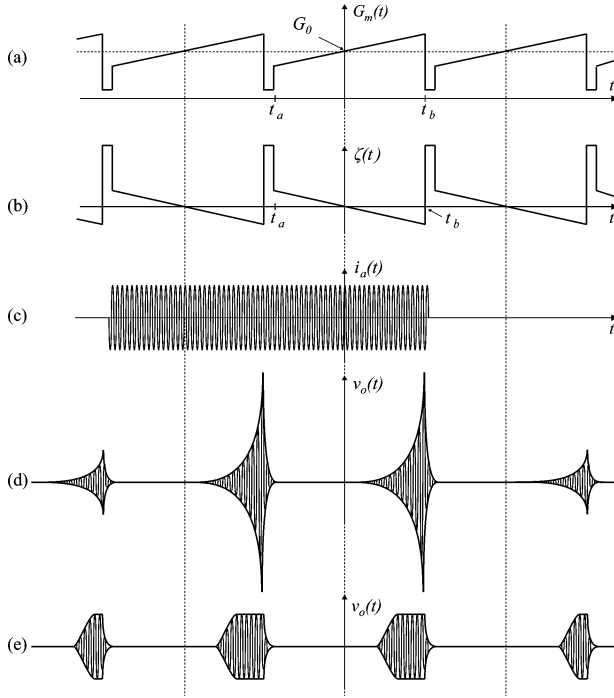 G_0
G_m(t)
(a)
t
t_a
t_b
ζ(t)
(b)
t_a
t_b
t
i_a(t)
(c)
t
v_o(t)
(d)
v_o(t)
(e)